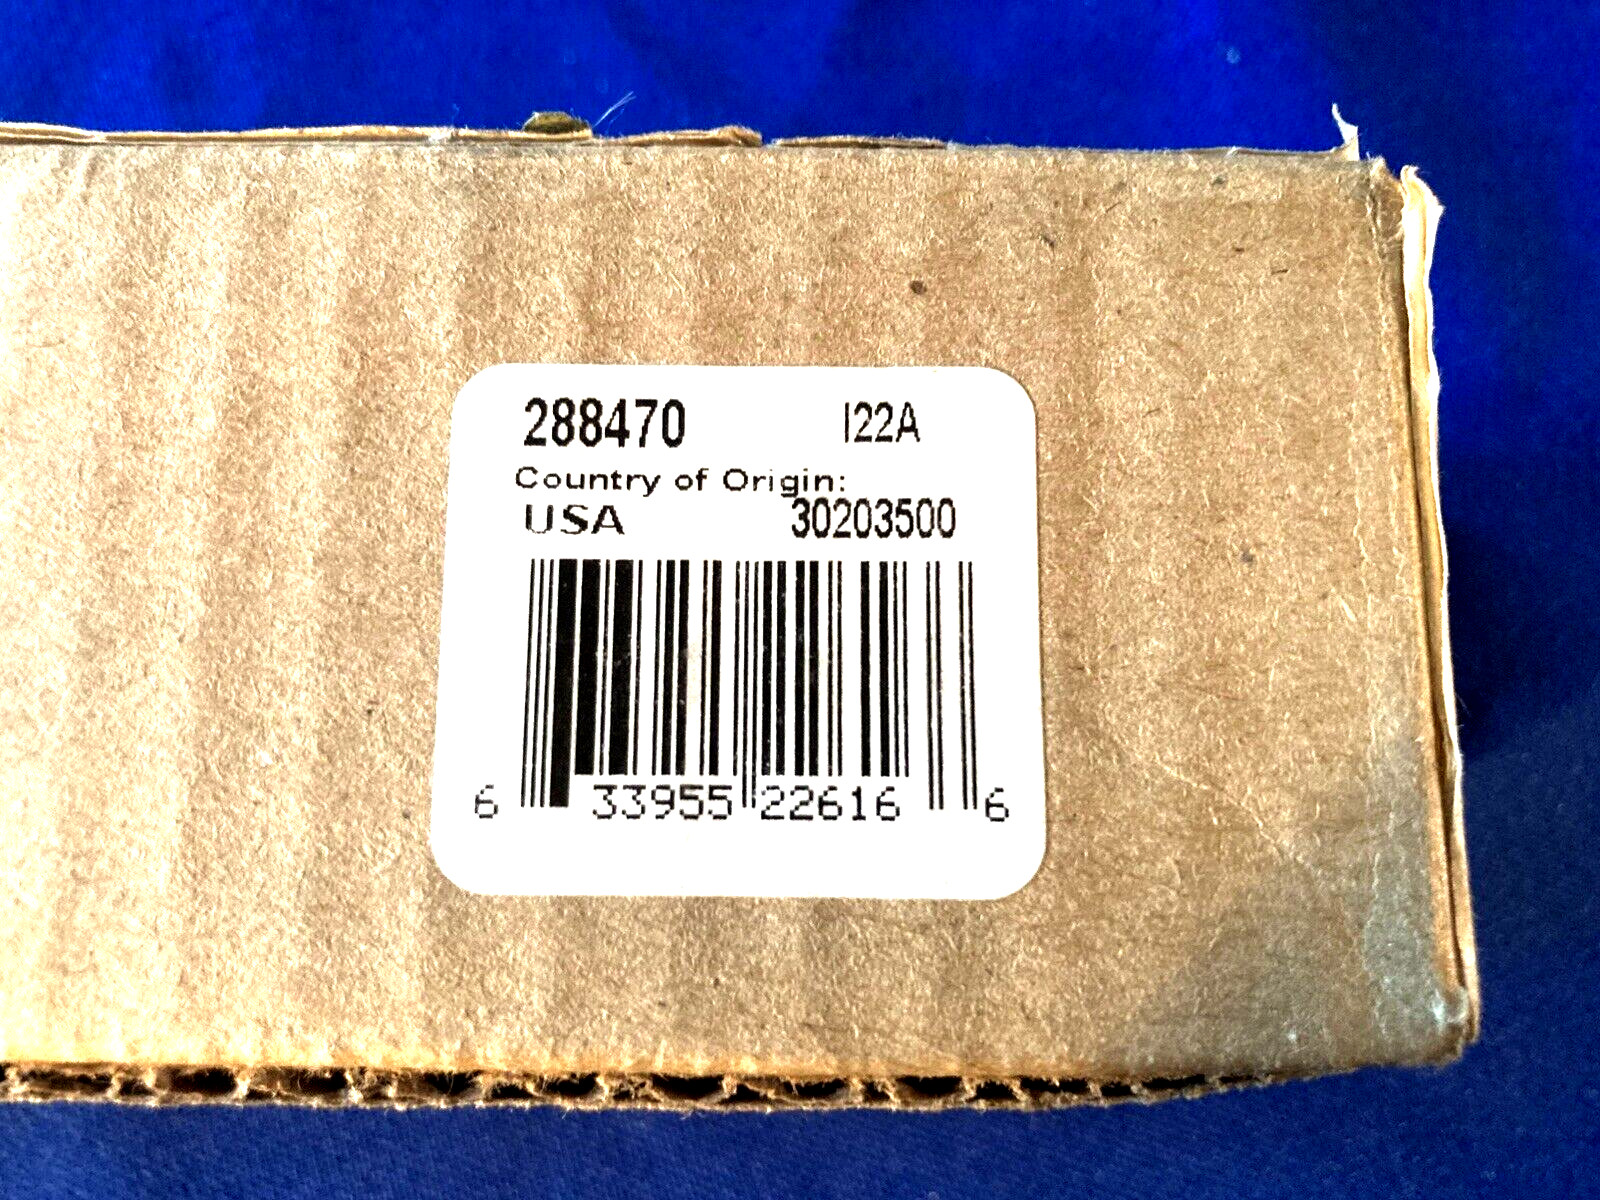 288470 I22A
Country of Origin:
USA 30203500
6 33955 22616 6